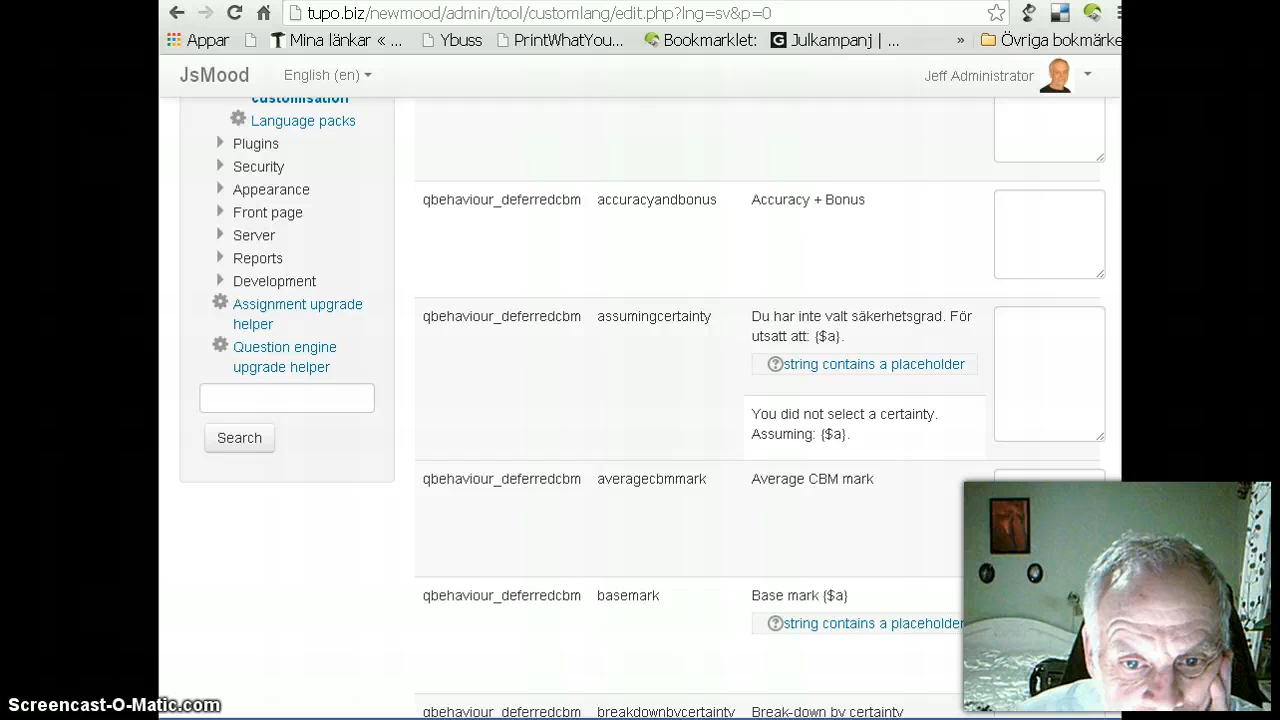 tupo.biz/newmood/admin/tool/customlang/edit.php?lng=sv&p=0
Appar
Mina länkar « ...
Ybuss
PrintWhatY...
Bookmarklet:
Julkampanj | ...
»
Övriga bokmärke
JsMood
English (en)
Jeff Administrator
customisation
Language packs
Plugins
Security
Appearance
Front page
Server
Reports
Development
Assignment upgrade
helper
Question engine
upgrade helper
Search
qbehaviour_deferredcbm accuracyandbonus Accuracy + Bonus
qbehaviour_deferredcbm assumingcertainty Du har inte valt säkerhetsgrad. För
utsatt att: {$a}.
string contains a placeholder
You did not select a certainty.
Assuming: {$a}.
qbehaviour_deferredcbm averagecbmmark Average CBM mark
qbehaviour_deferredcbm basemark Base mark {$a}
string contains a placeholder
qbehaviour_deferredcbm breakdownbycertainty Break-down by certainty
Screencast-O-Matic.com